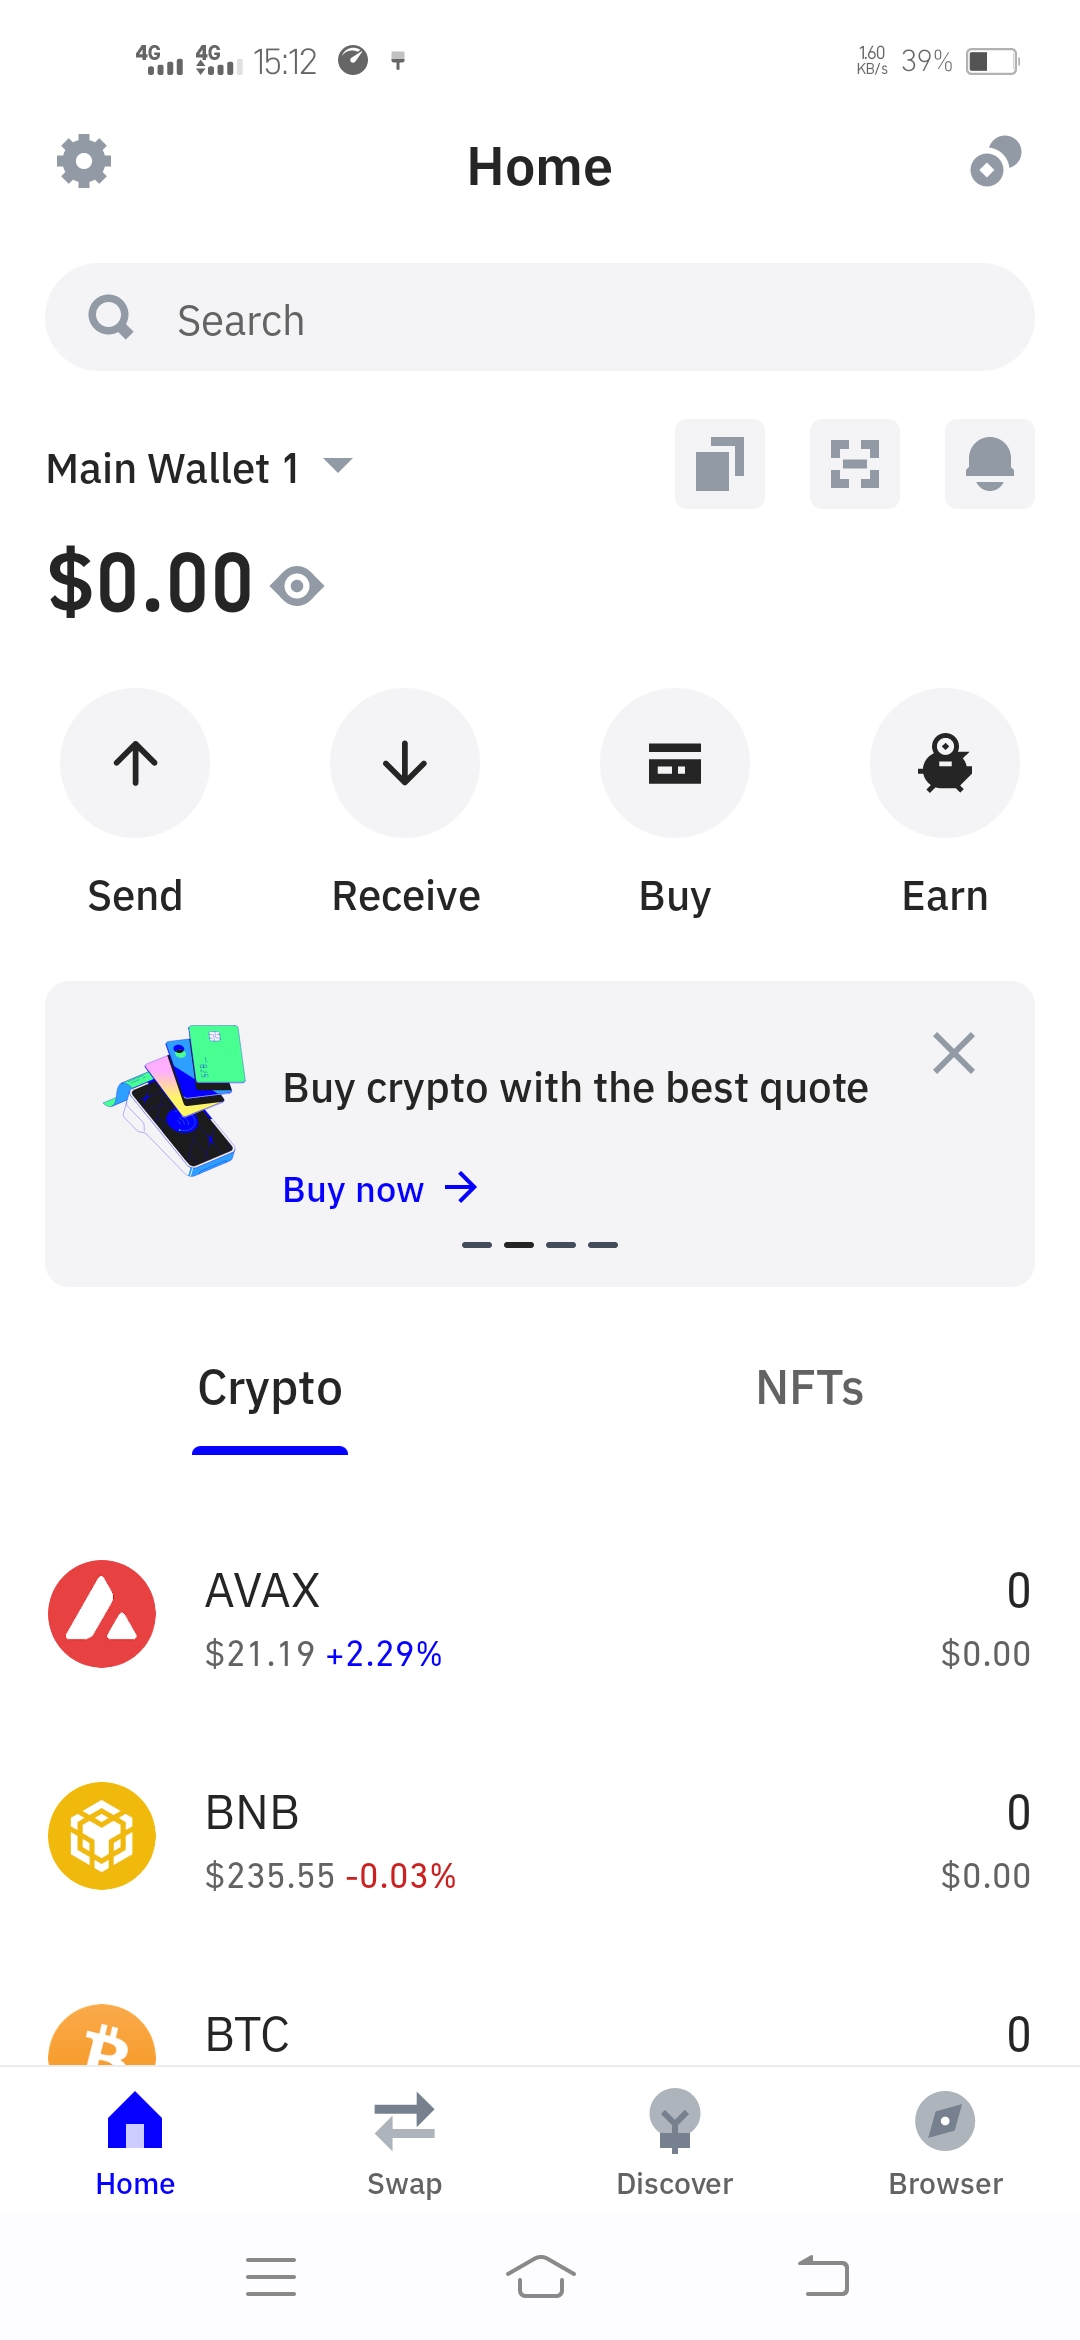 4G 4G 15:12 1.60 KB/s 39%
Home
Search
Main Wallet 1
$0.00
Send Receive Buy Earn
Buy crypto with the best quote
Buy now
Crypto NFTs
AVAX 0
$21.19 +2.29% $0.00
BNB 0
$235.55 -0.03% $0.00
BTC 0
Home Swap Discover Browser